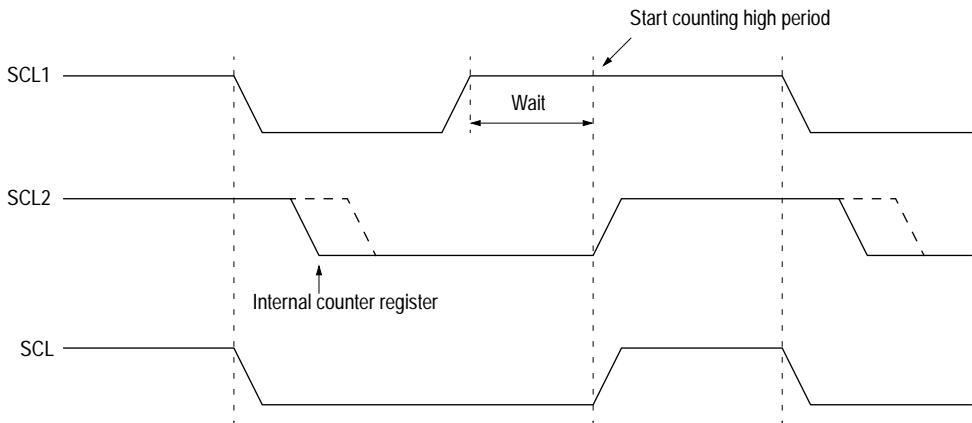 Start counting high period
SCL1
Wait
SCL2
Internal counter register
SCL